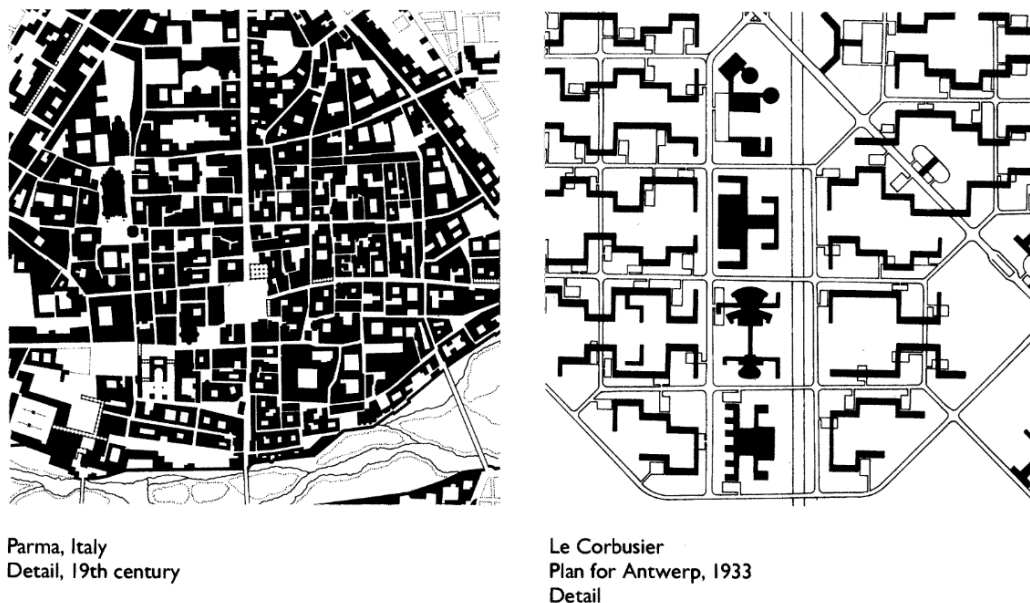 Parma, Italy
Detail, 19th century
Le Corbusier
Plan for Antwerp, 1933
Detail